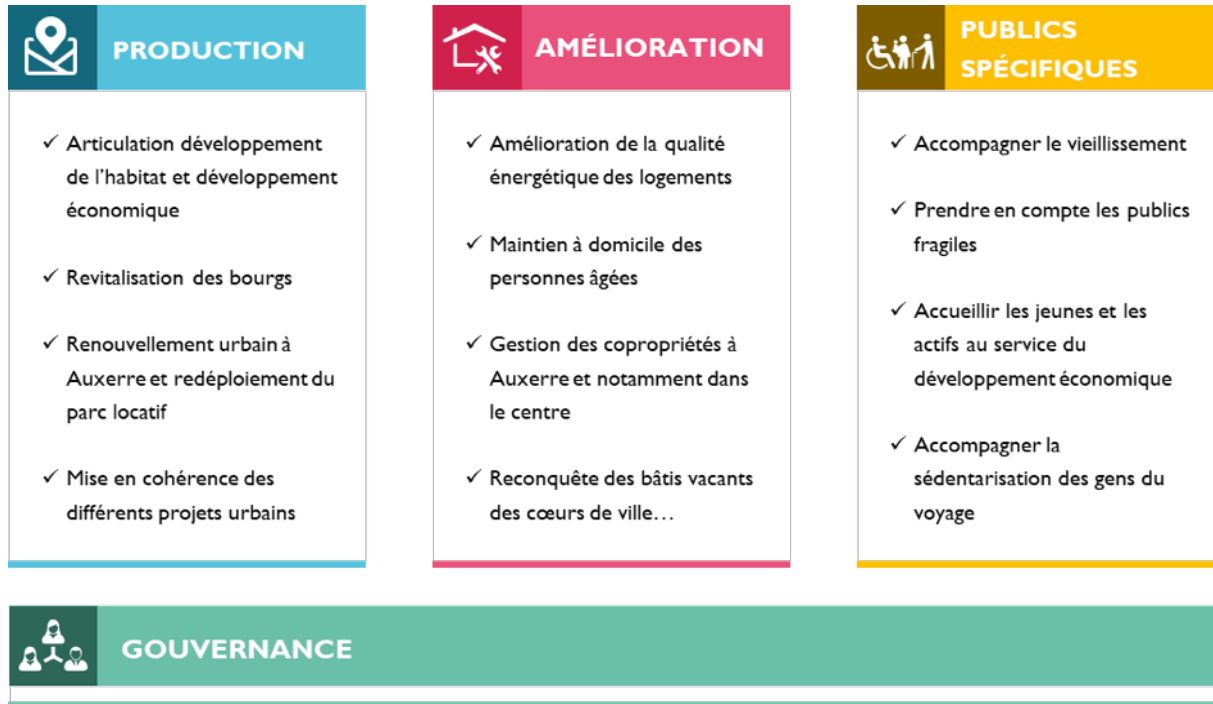 PRODUCTION
✓ Articulation développement
de l’habitat et développement
économique
✓ Revitalisation des bourgs
✓ Renouvellement urbain à
Auxerre et redéploiement du
parc locatif
✓ Mise en cohérence des
différents projets urbains
AMÉLIORATION
✓ Amélioration de la qualité
énergétique des logements
✓ Maintien à domicile des
personnes âgées
✓ Gestion des copropriétés à
Auxerre et notamment dans
le centre
✓ Reconquête des bâtis vacants
des cœurs de ville…
PUBLICS
SPÉCIFIQUES
✓ Accompagner le vieillissement
✓ Prendre en compte les publics
fragiles
✓ Accueillir les jeunes et les
actifs au service du
développement économique
✓ Accompagner la
sédentarisation des gens du
voyage
GOUVERNANCE